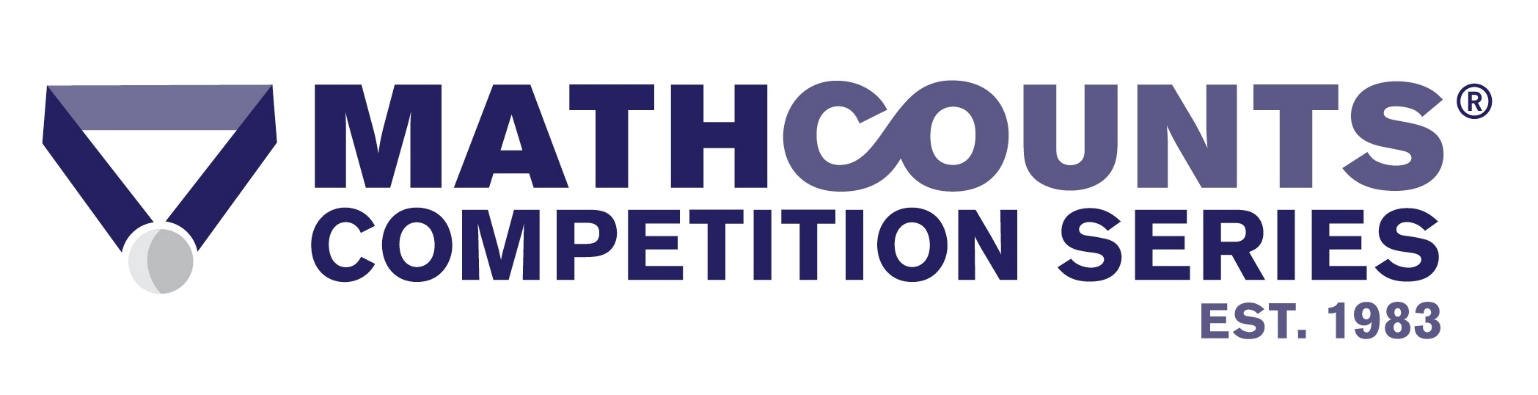 MATHCOUNTS®
COMPETITION SERIES
EST. 1983